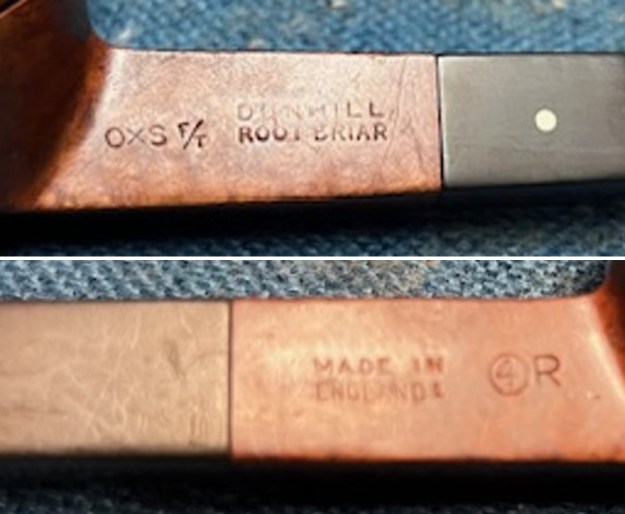 OXS F/T
DUNHILL
ROOT BRIAR
MADE IN
ENGLAND
④R